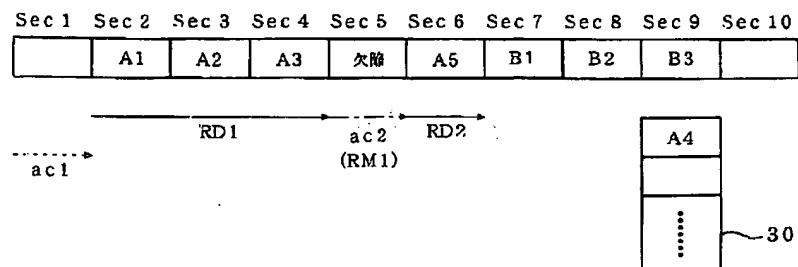 Sec 1 Sec 2 Sec 3 Sec 4 Sec 5 Sec 6 Sec 7 Sec 8 Sec 9 Sec 10
A1 A2 A3 欠陥 A5 B1 B2 B3
RD1 ac2 RD2
(RM1)
ac1
A4
30